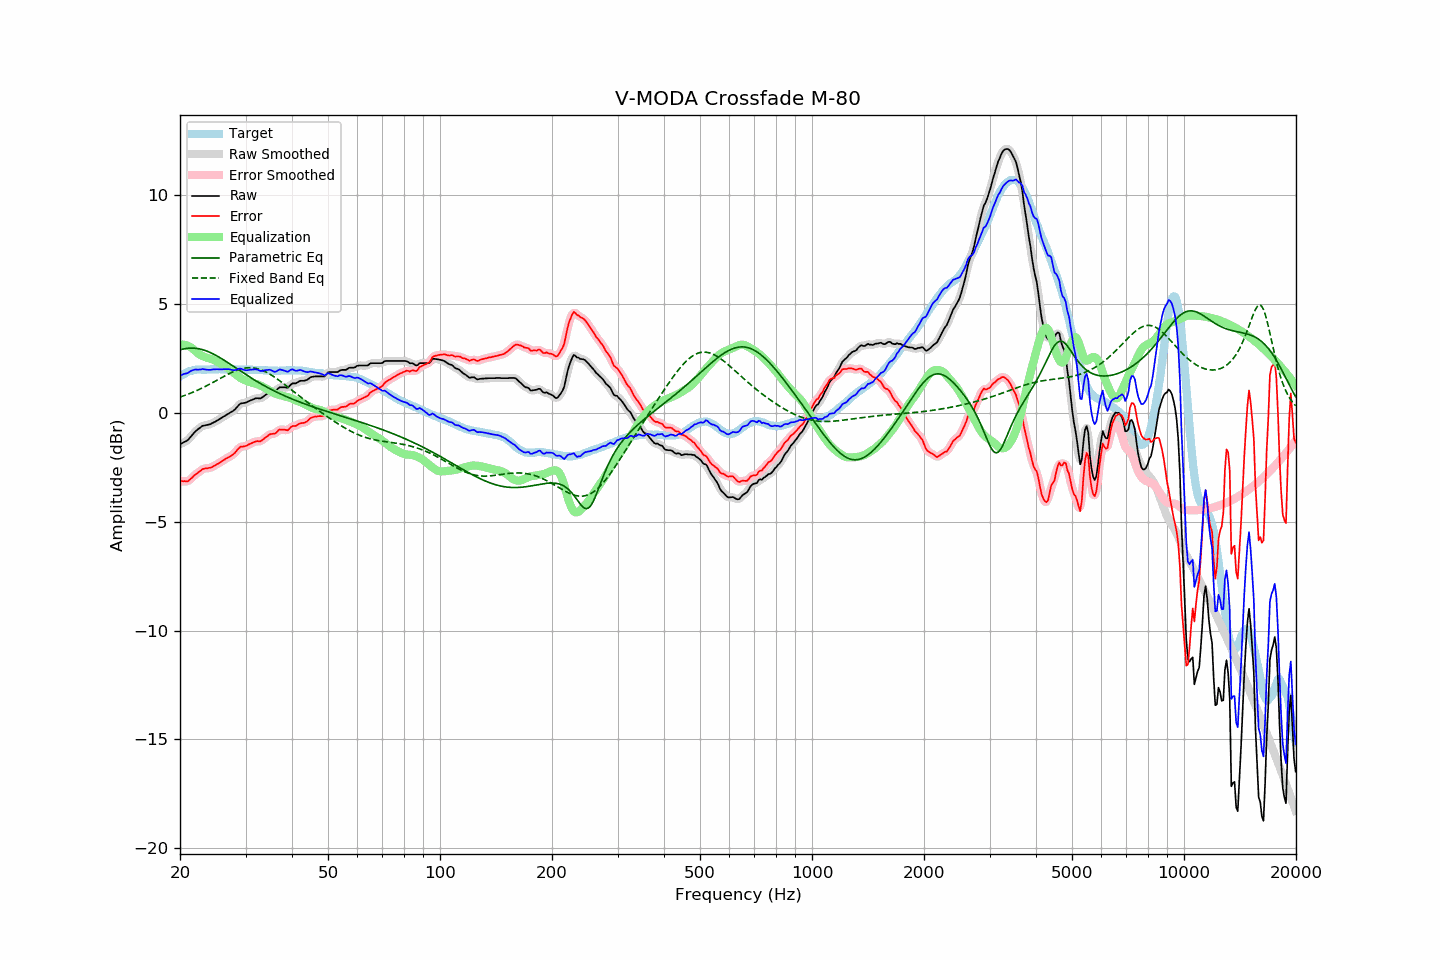 V-MODA Crossfade M-80
Target
Raw Smoothed
Error Smoothed
Raw
Error
Equalization
Parametric Eq
Fixed Band Eq
Equalized
Amplitude (dBr)
10
5
0
−5
−10
−15
−20
20 50 100 200 500 1000 2000 5000 10000 20000
Frequency (Hz)